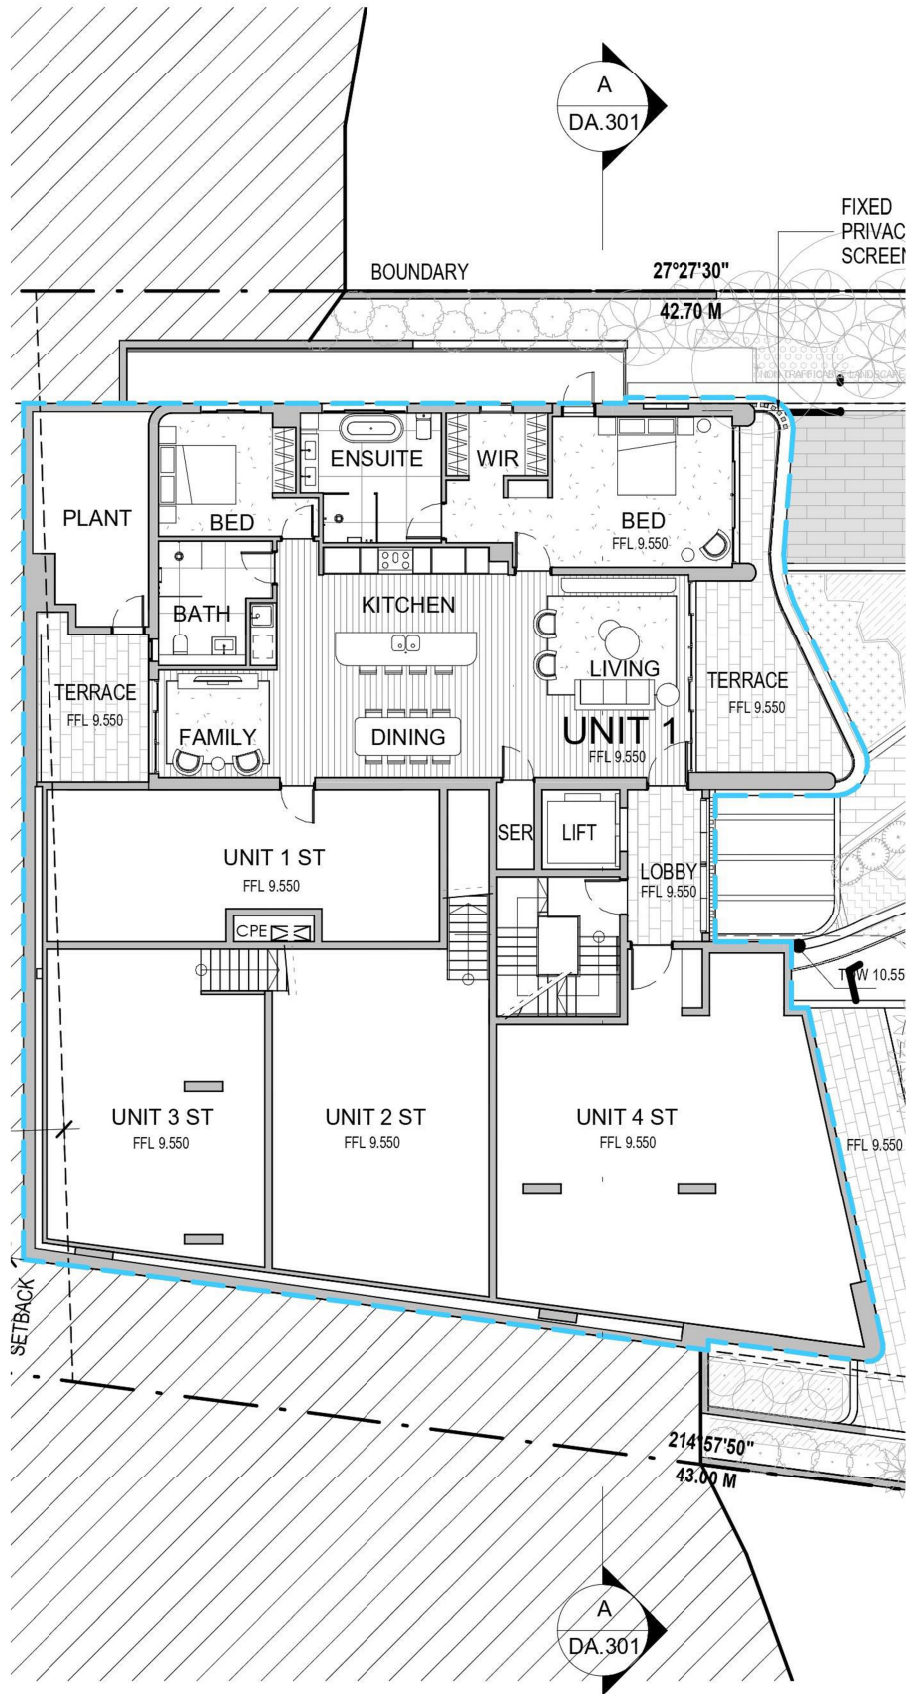 A
DA.301
FIXED
PRIVAC
SCREEN
BOUNDARY
27°27'30"
42.70 M
ENSUITE
WIR
PLANT
BED
BED
FFL 9.550
BATH
KITCHEN
LIVING
TERRACE
FFL 9.550
TERRACE
FFL 9.550
FAMILY
DINING
UNIT 1
FFL 9.550
SER
LIFT
UNIT 1 ST
FFL 9.550
LOBBY
FFL 9.550
CPE
UNIT 3 ST
FFL 9.550
UNIT 2 ST
FFL 9.550
UNIT 4 ST
FFL 9.550
FFL 9.550
SETBACK
214°57'50"
43.00 M
A
DA.301